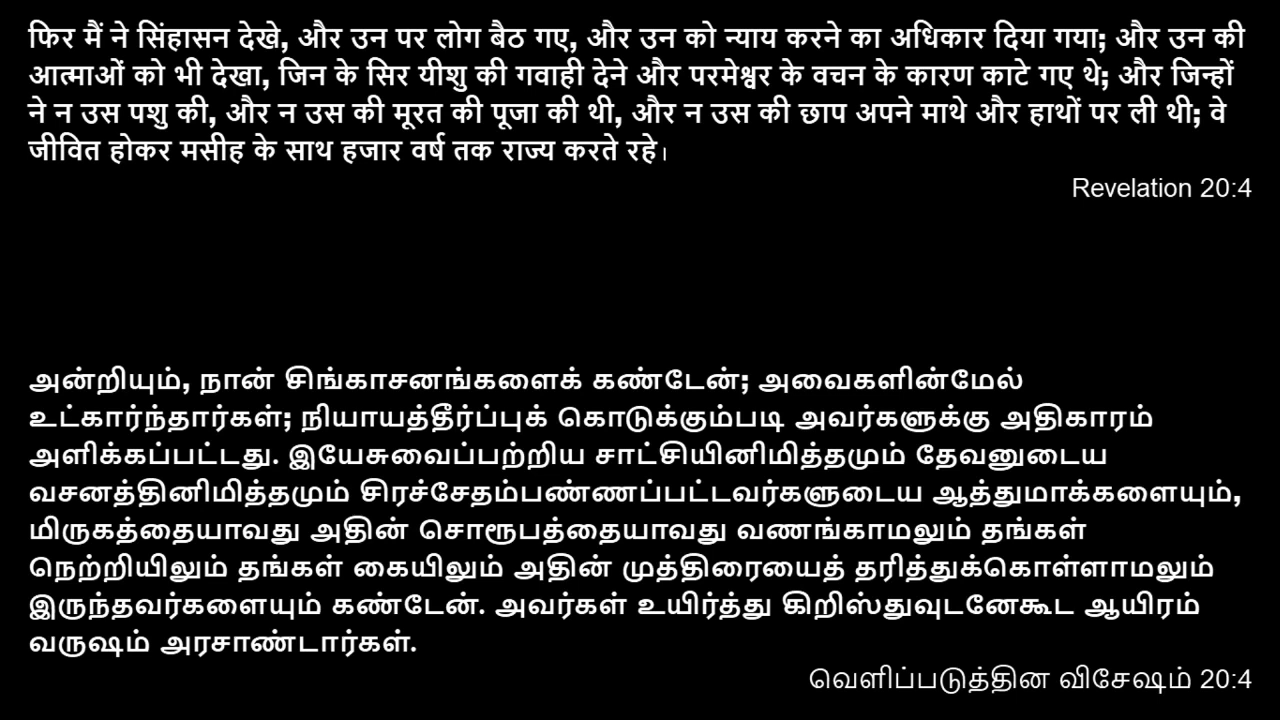 फिर मैं ने सिंहासन देखे, और उन पर लोग बैठ गए, और उन को न्याय करने का अधिकार दिया गया; और उन की
आत्माओं को भी देखा, जिन के सिर यीशु की गवाही देने और परमेश्वर के वचन के कारण काटे गए थे; और जिन्हों
ने न उस पशु की, और न उस की मूरत की पूजा की थी, और न उस की छाप अपने माथे और हाथों पर ली थी; वे
जीवित होकर मसीह के साथ हजार वर्ष तक राज्य करते रहे।
Revelation 20:4
அன்றியும், நான் சிங்காசனங்களைக் கண்டேன்; அவைகளின்மேல்
உட்கார்ந்தார்கள்; நியாயத்தீர்ப்புக் கொடுக்கும்படி அவர்களுக்கு அதிகாரம்
அளிக்கப்பட்டது. இயேசுவைப்பற்றிய சாட்சியினிமித்தமும் தேவனுடைய
வசனத்தினிமித்தமும் சிரச்சேதம்பண்ணப்பட்டவர்களுடைய ஆத்துமாக்களையும்,
மிருகத்தையாவது அதின் சொரூபத்தையாவது வணங்காமலும் தங்கள்
நெற்றியிலும் தங்கள் கையிலும் அதின் முத்திரையைத் தரித்துக்கொள்ளாமலும்
இருந்தவர்களையும் கண்டேன். அவர்கள் உயிர்த்து கிறிஸ்துவுடனேகூட ஆயிரம்
வருஷம் அரசாண்டார்கள்.
வெளிப்படுத்தின விசேஷம் 20:4